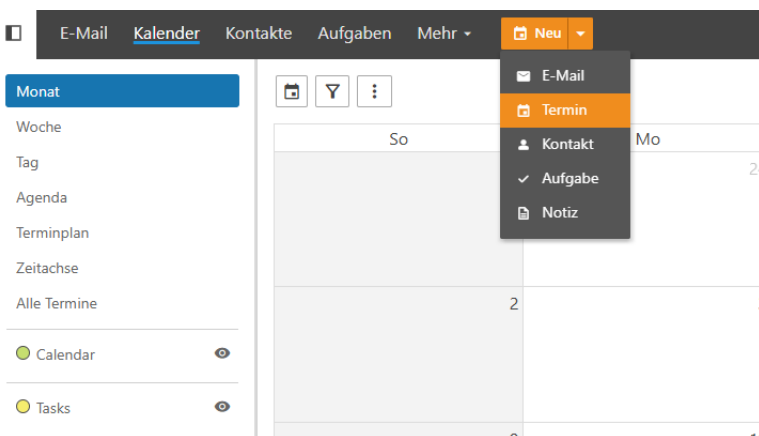 E-Mail Kalender Kontakte Aufgaben Mehr Neu
E-Mail
Termin
Kontakt
Aufgabe
Notiz
Monat
Woche
Tag
Agenda
Terminplan
Zeitachse
Alle Termine
Calendar
Tasks
So Mo
2